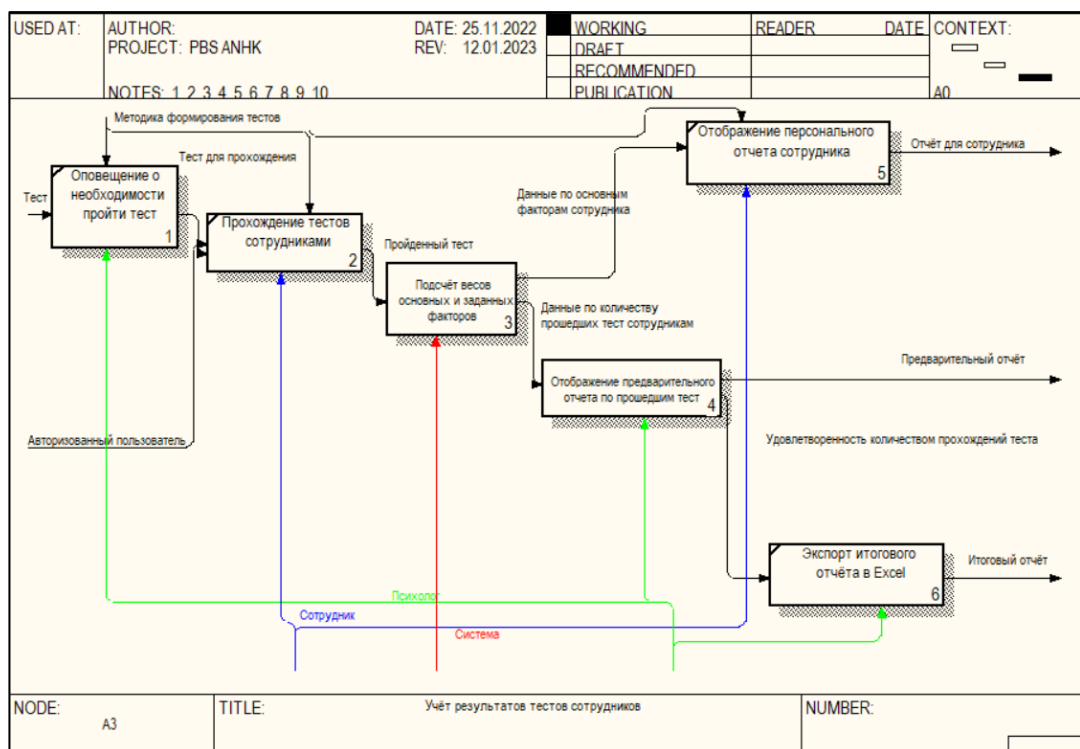 USED AT:
AUTHOR:
DATE: 25.11.2022
PROJECT: PBS ANHK
REV: 12.01.2023
NOTES: 1 2 3 4 5 6 7 8 9 10
WORKING
DRAFT
RECOMMENDED
PUBLICATION
READER
DATE
CONTEXT:
A0
Методика формирования тестов
Тест для прохождения
Тест
Оповещение о
необходимости
пройти тест
1
Прохождение тестов
сотрудниками
2
Пройденный тест
Подсчёт весов
основных и заданных
факторов
3
Данные по основным
факторам сотрудника
Отображение персонального
отчета сотрудника
5
Отчёт для сотрудника
Данные по количеству
прошедших тест сотрудникам
Отображение предварительного
отчета по прошедшим тест
4
Предварительный отчёт
Авторизованный пользователь
Удовлетворенность количеством прохождений теста
Экспорт итогового
отчёта в Excel
6
Итоговый отчёт
Психолог
Сотрудник
Система
NODE:
A3
TITLE:
Учёт результатов тестов сотрудников
NUMBER: